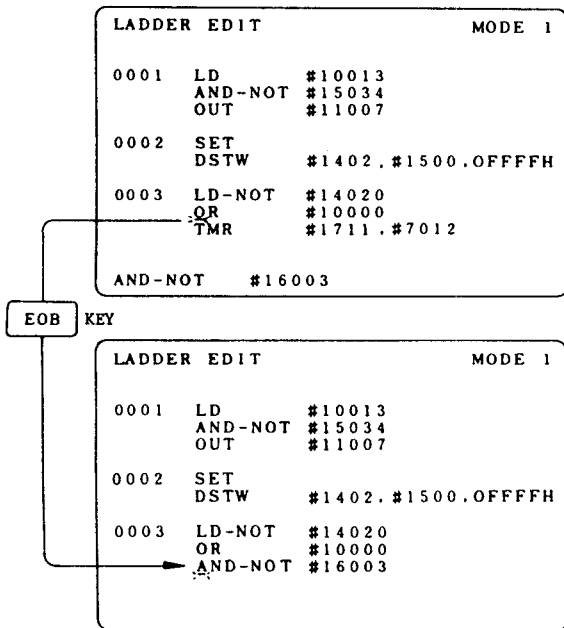 LADDER EDIT MODE 1
0001 LD #10013
AND-NOT #15034
OUT #11007
0002 SET
DSTW #1402,#1500,OFFFFH
0003 LD-NOT #14020
OR #10000
TMR #1711,#7012
AND-NOT #16003
EOB KEY
LADDER EDIT MODE 1
0001 LD #10013
AND-NOT #15034
OUT #11007
0002 SET
DSTW #1402,#1500,OFFFFH
0003 LD-NOT #14020
OR #10000
AND-NOT #16003